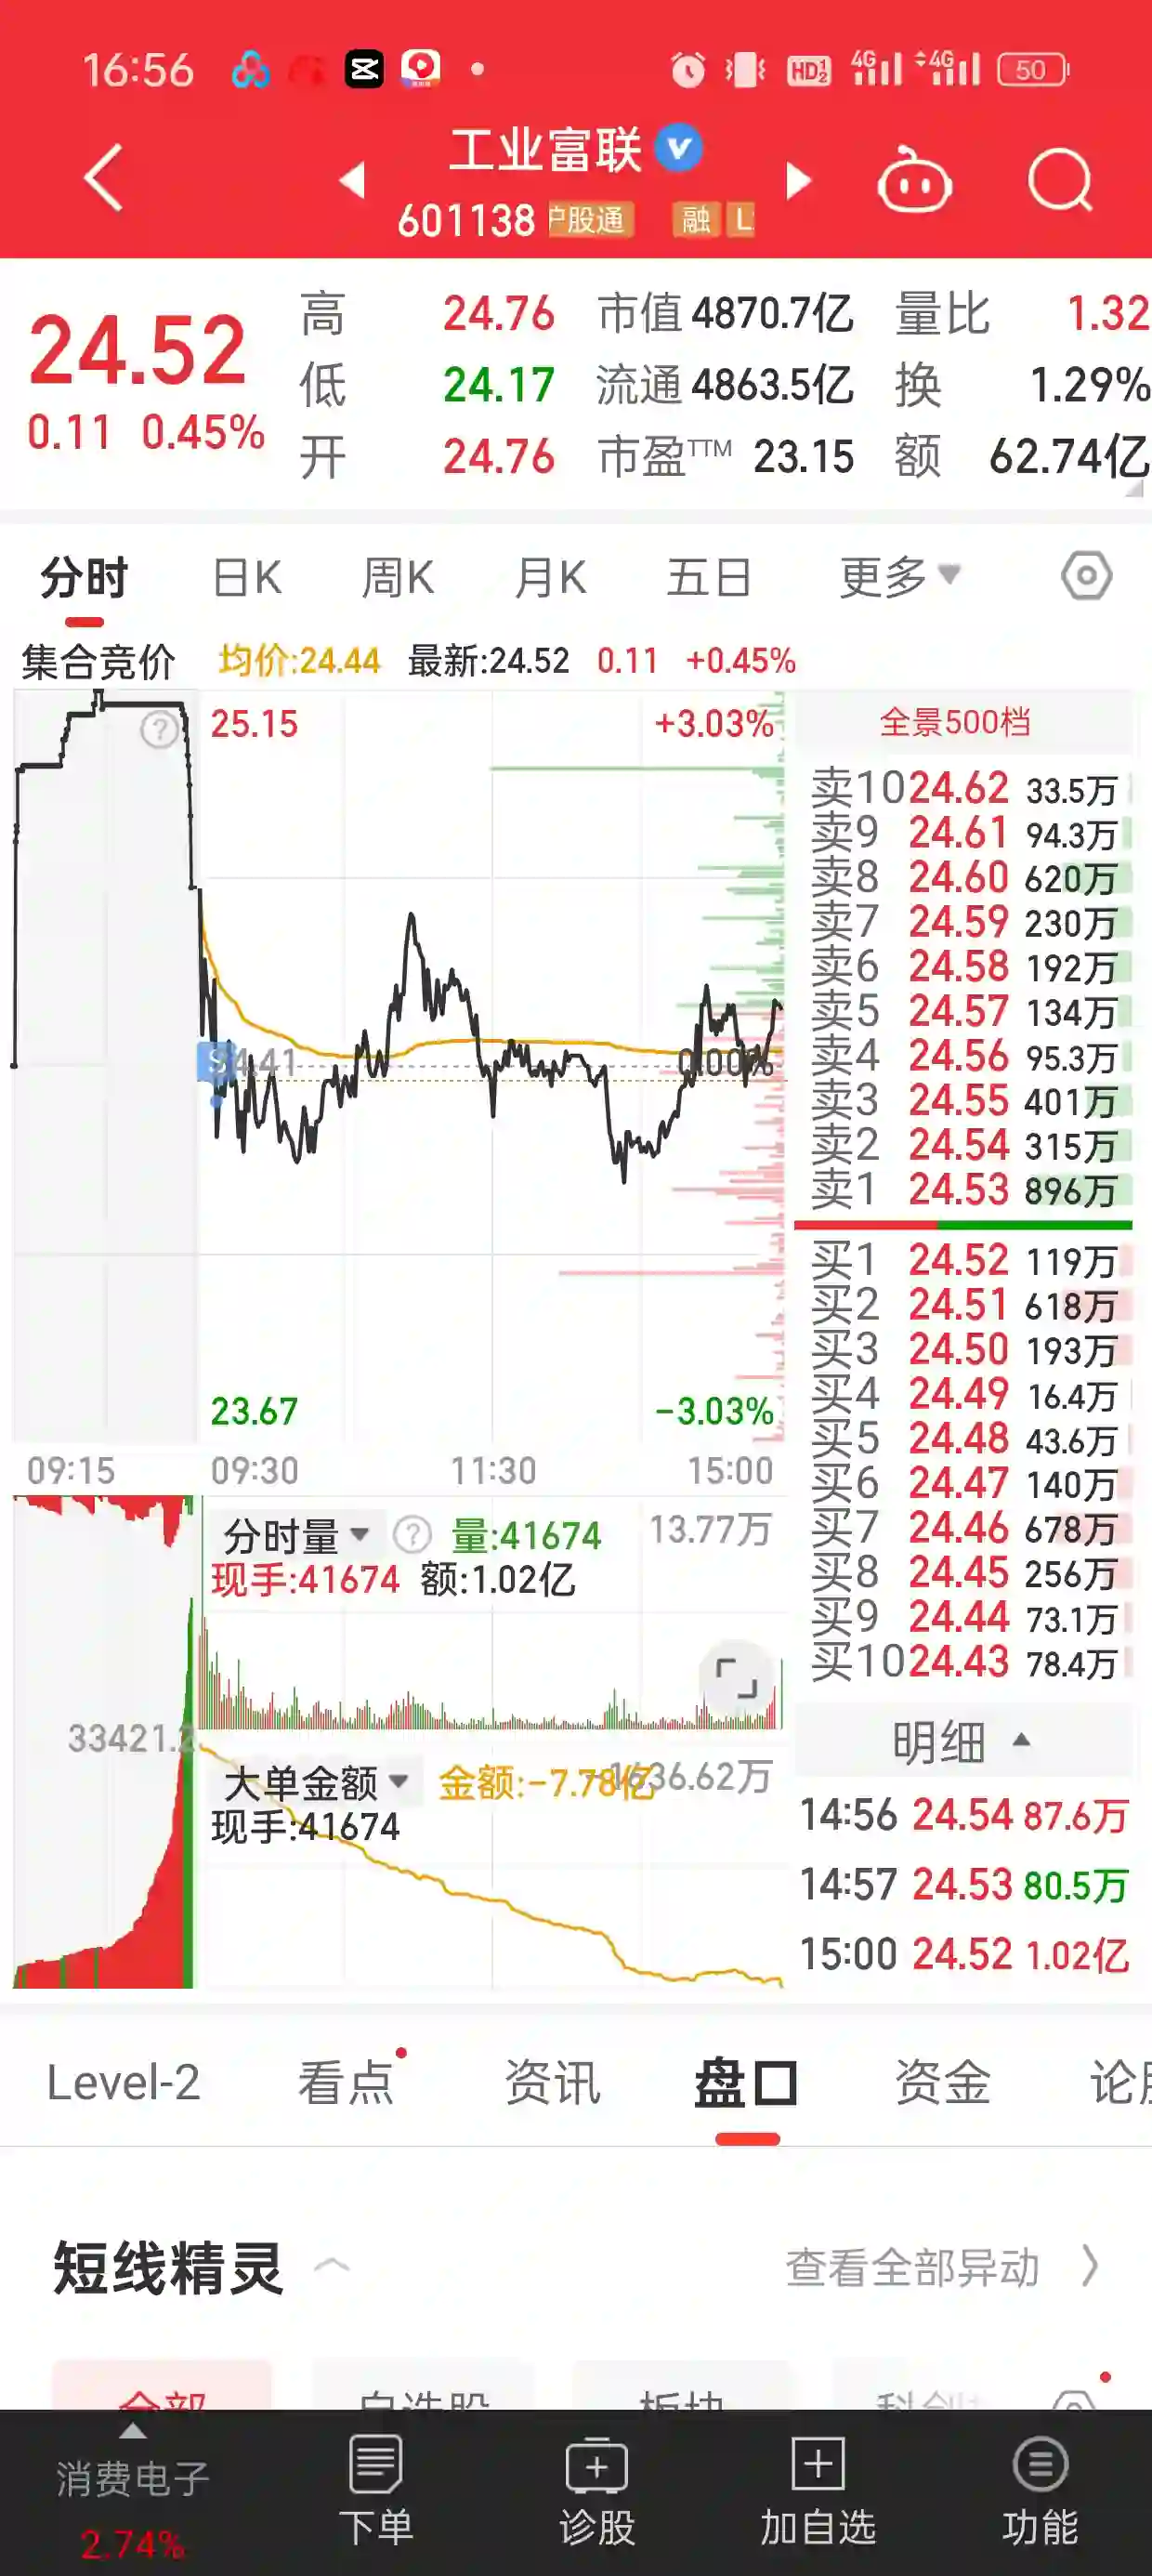 16:56 HD 4G 4G 50
工业富联
601138 户股通 融 L
24.52
0.11 0.45%
高 24.76 市值 4870.7亿 量比 1.32
低 24.17 流通 4863.5亿 换 1.29%
开 24.76 市盈TTM 23.15 额 62.74亿
分时 日K 周K 月K 五日 更多
集合竞价 均价:24.44 最新:24.52 0.11 +0.45%
25.15 +3.03%
24.41 0.00%
23.67 -3.03%
09:15 09:30 11:30 15:00
全景500档
卖10 24.62 33.5万
卖9 24.61 94.3万
卖8 24.60 620万
卖7 24.59 230万
卖6 24.58 192万
卖5 24.57 134万
卖4 24.56 95.3万
卖3 24.55 401万
卖2 24.54 315万
卖1 24.53 896万
买1 24.52 119万
买2 24.51 618万
买3 24.50 193万
买4 24.49 16.4万
买5 24.48 43.6万
买6 24.47 140万
买7 24.46 678万
买8 24.45 256万
买9 24.44 73.1万
买10 24.43 78.4万
分时量 ? 量:41674 13.77万
现手:41674 额:1.02亿
33421.2
大单金额 金额:-7.78亿
现手:41674
明细
14:56 24.54 87.6万
14:57 24.53 80.5万
15:00 24.52 1.02亿
Level-2 看点 资讯 盘口 资金
短线精灵 查看全部异动
全部 自选股 板块
消费电子
2.74%
下单 诊股 加自选 功能